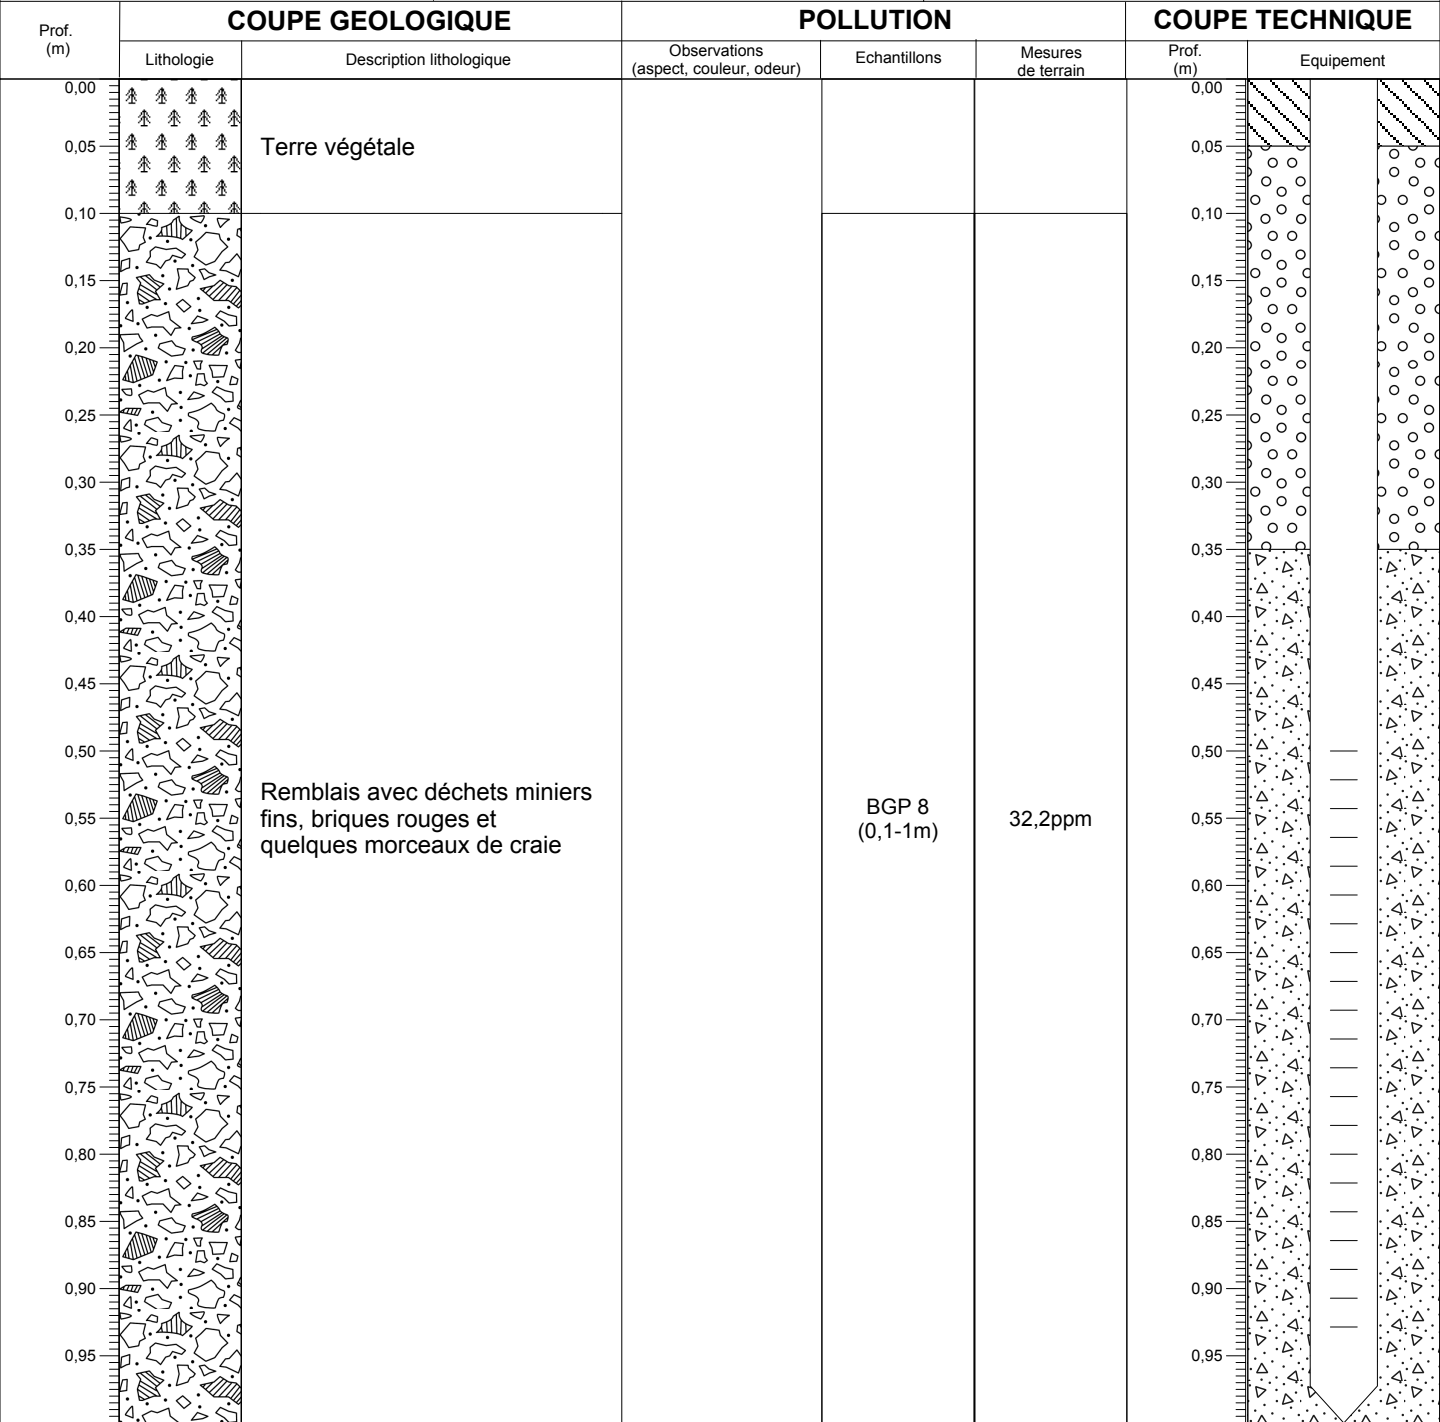 COUPE GEOLOGIQUE
POLLUTION
COUPE TECHNIQUE
Prof.
(m)
Lithologie
Description lithologique
Observations
(aspect, couleur, odeur)
Echantillons
Mesures
de terrain
Prof.
(m)
Equipement
0,00
0,05
0,10
0,15
0,20
0,25
0,30
0,35
0,40
0,45
0,50
0,55
0,60
0,65
0,70
0,75
0,80
0,85
0,90
0,95
Terre végétale
Remblais avec déchets miniers
fins, briques rouges et
quelques morceaux de craie
BGP 8
(0,1-1m)
32,2ppm
0,00
0,05
0,10
0,15
0,20
0,25
0,30
0,35
0,40
0,45
0,50
0,55
0,60
0,65
0,70
0,75
0,80
0,85
0,90
0,95